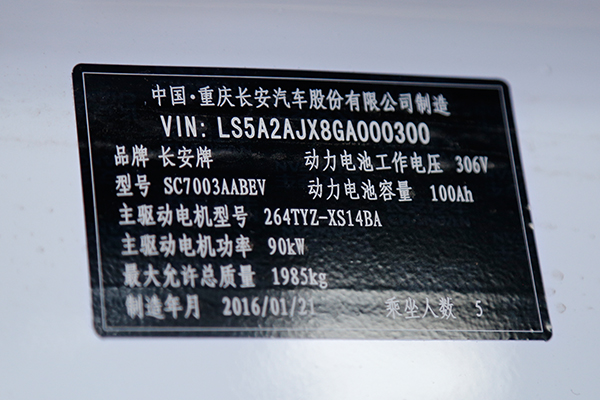 中国·重庆长安汽车股份有限公司制造
VIN: LS5A2AJX8GA000300
品牌 长安牌 动力电池工作电压 306V
型号 SC7003AABEV 动力电池容量 100Ah
主驱动电机型号 264TYZ-XS14BA
主驱动电机功率 90kW
最大允许总质量 1985kg
制造年月 2016/01/21 乘坐人数 5